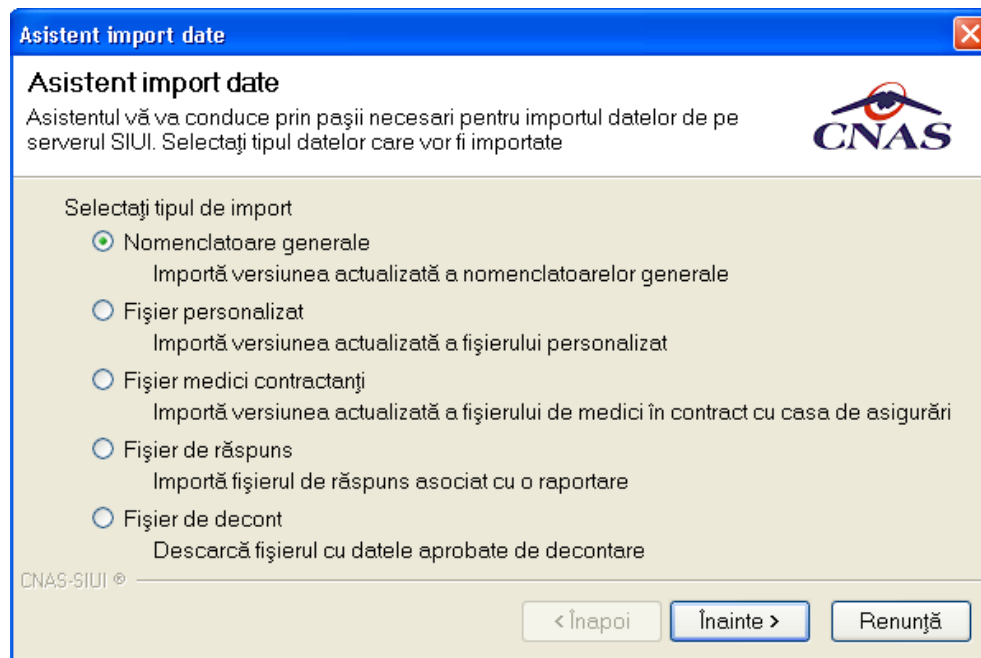 Asistent import date
Asistent import date
Asistentul vă va conduce prin pașii necesari pentru importul datelor de pe
serverul SIUI. Selectați tipul datelor care vor fi importate
CNAS
Selectați tipul de import
Nomenclatoare generale
Importă versiunea actualizată a nomenclatoarelor generale
Fişier personalizat
Importă versiunea actualizată a fişierului personalizat
Fişier medici contractanţi
Importă versiunea actualizată a fişierului de medici în contract cu casa de asigurări
Fişier de răspuns
Importă fişierul de răspuns asociat cu o raportare
Fişier de decont
Descarcă fişierul cu datele aprobate de decontare
CNAS-SIUI ®
< Înapoi
Înainte >
Renunţă